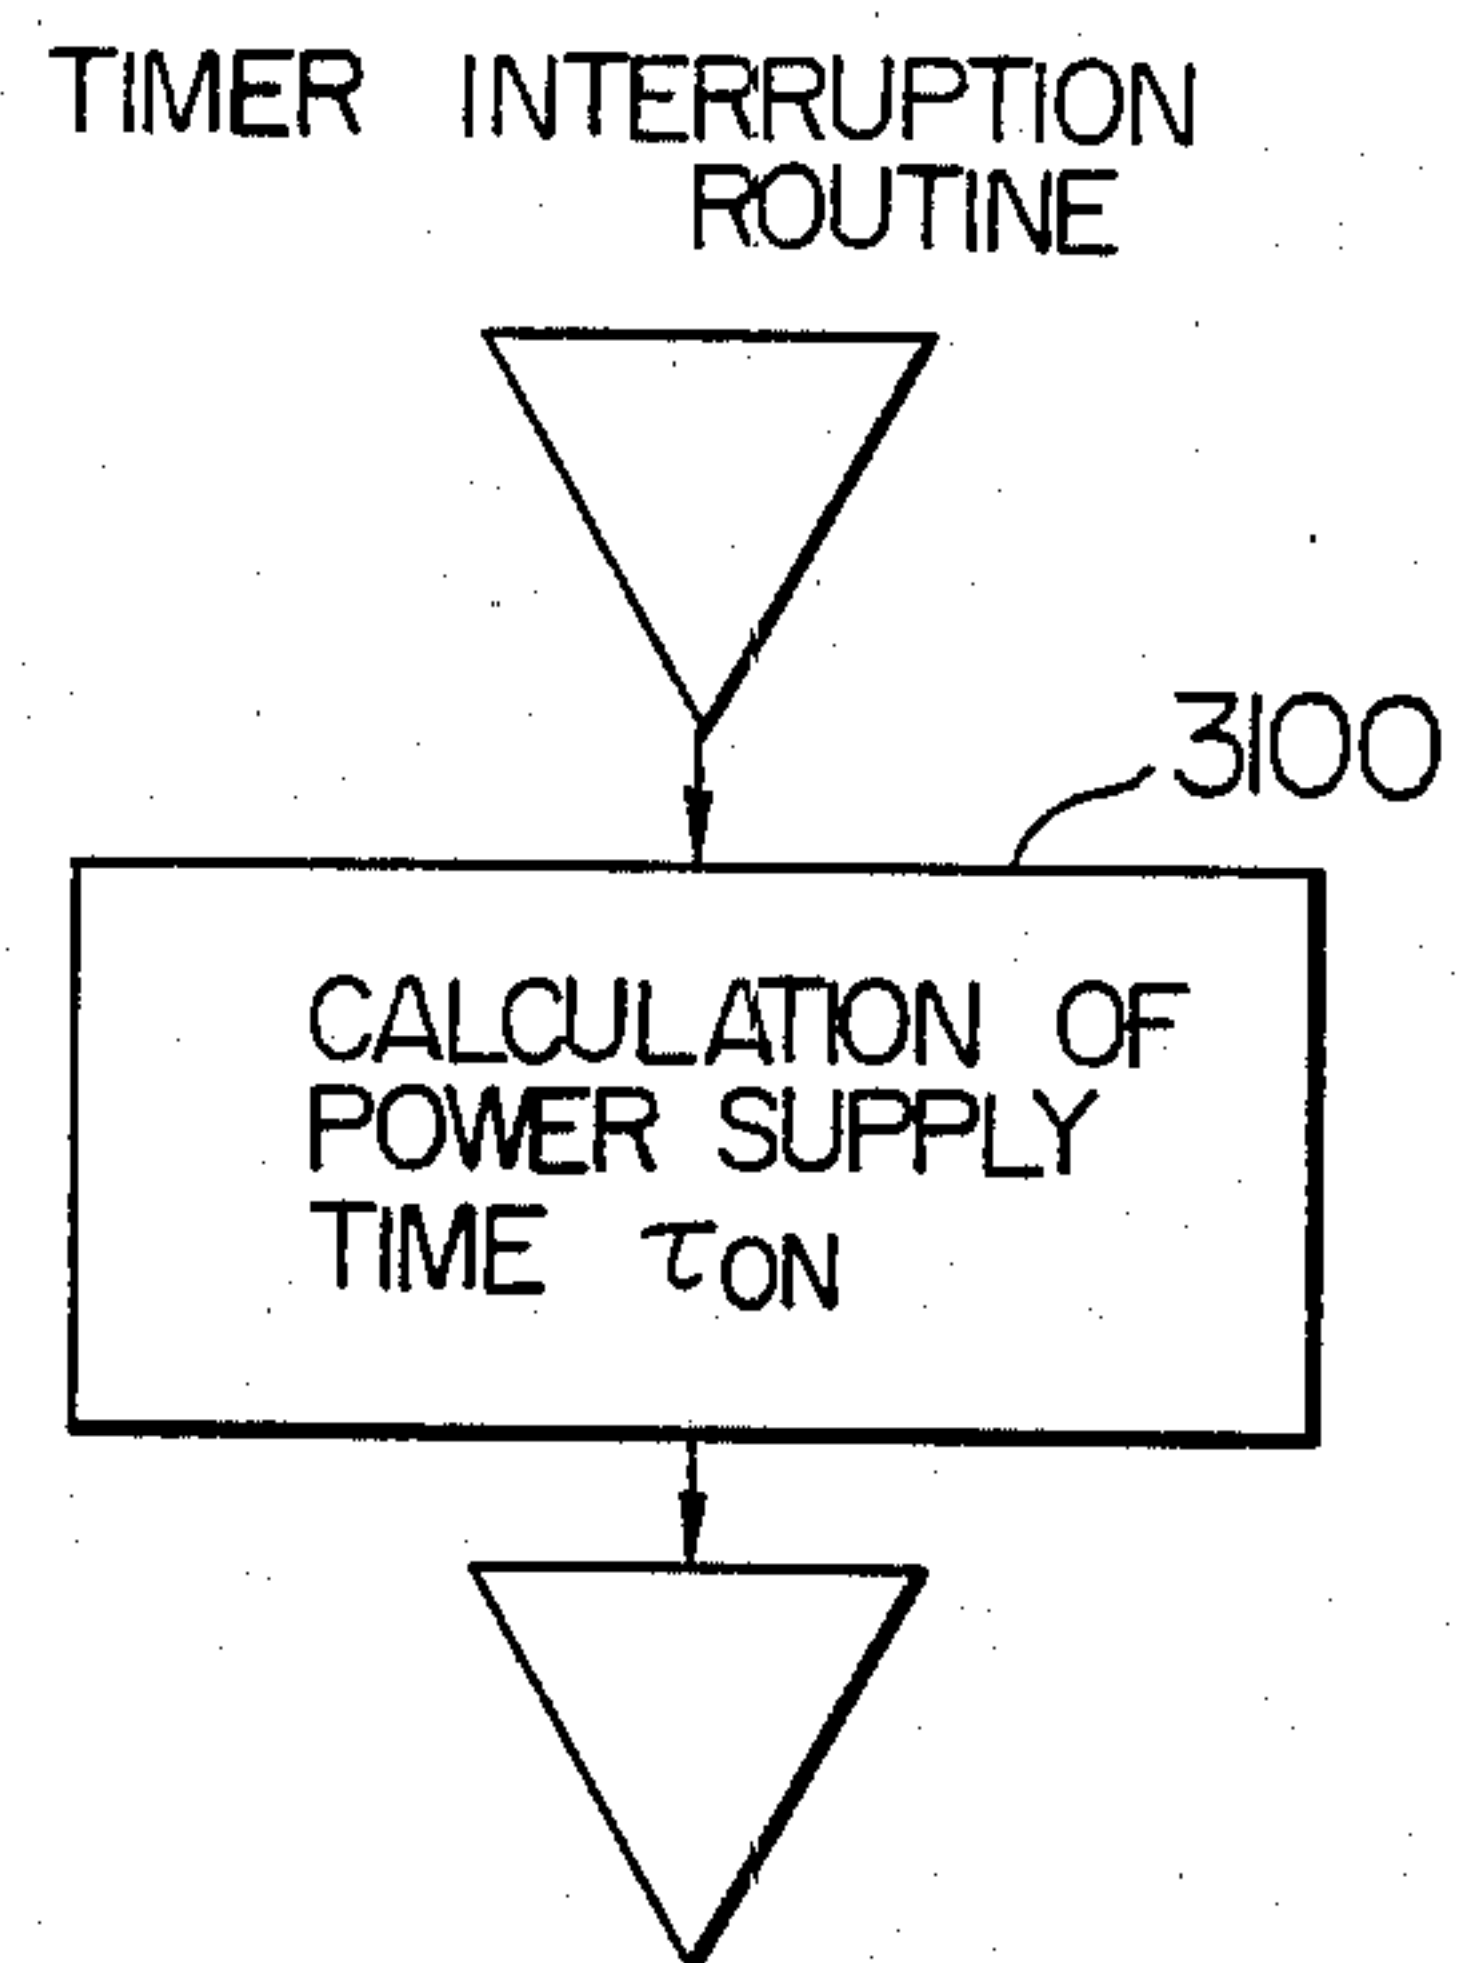 TIMER INTERRUPTION
ROUTINE
3100
CALCULATION OF
POWER SUPPLY
TIME τON